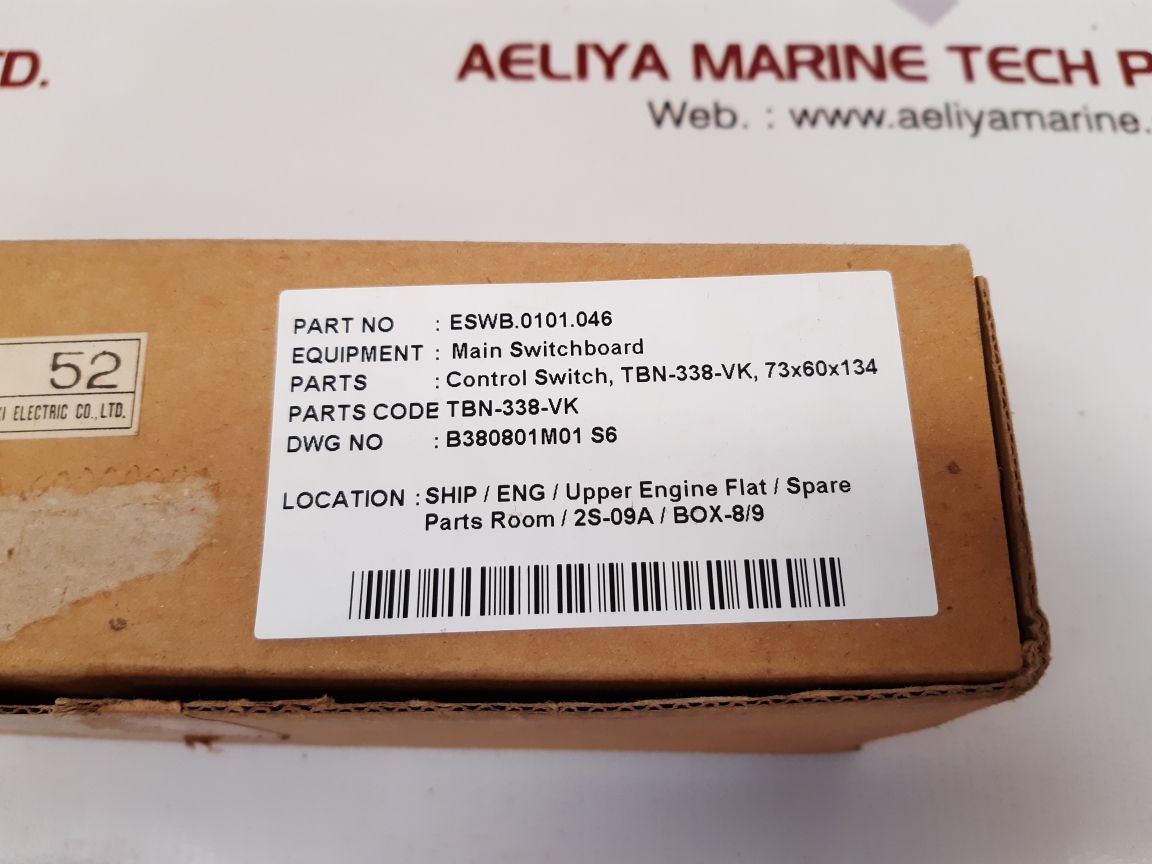 TD.
AELIYA MARINE TECH P
Web. : www.aeliyamarine.
52
KI ELECTRIC CO.,LTD.
PART NO : ESWB.0101.046
EQUIPMENT : Main Switchboard
PARTS : Control Switch, TBN-338-VK, 73x60x134
PARTS CODE TBN-338-VK
DWG NO : B380801M01 S6
LOCATION : SHIP / ENG / Upper Engine Flat / Spare
Parts Room / 2S-09A / BOX-8/9